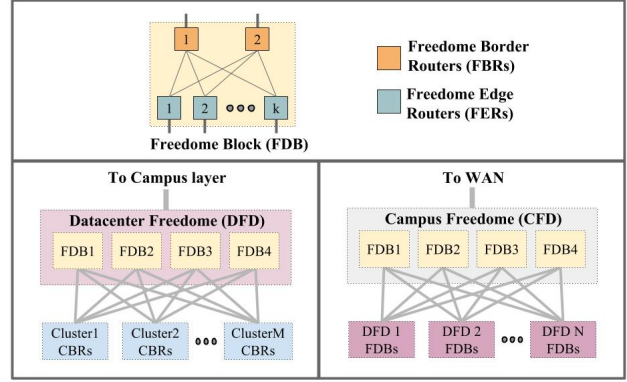 1 2
1 2 k
Freedome Block (FDB)
Freedome Border
Routers (FBRs)
Freedome Edge
Routers (FERs)
To Campus layer
Datacenter Freedome (DFD)
FDB1 FDB2 FDB3 FDB4
Cluster1 Cluster2 ClusterM
CBRs CBRs CBRs
To WAN
Campus Freedome (CFD)
FDB1 FDB2 FDB3 FDB4
DFD 1 DFD 2 DFD N
FDBs FDBs FDBs